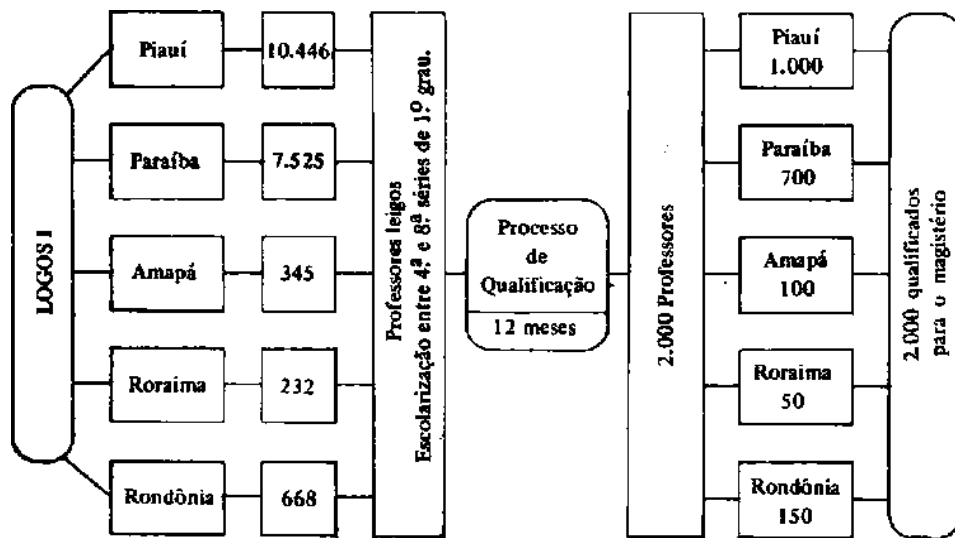 LOGOS I
Piauí
10.446
Paraíba
7.525
Amapá
345
Roraima
232
Rondônia
668
Professores leigos
Escolarização entre 4ª e 8ª séries de 1º grau.
Processo
de
Qualificação
12 meses
2.000 Professores
Piauí
1.000
Paraíba
700
Amapá
100
Roraima
50
Rondônia
150
2.000 qualificados
para o magistério